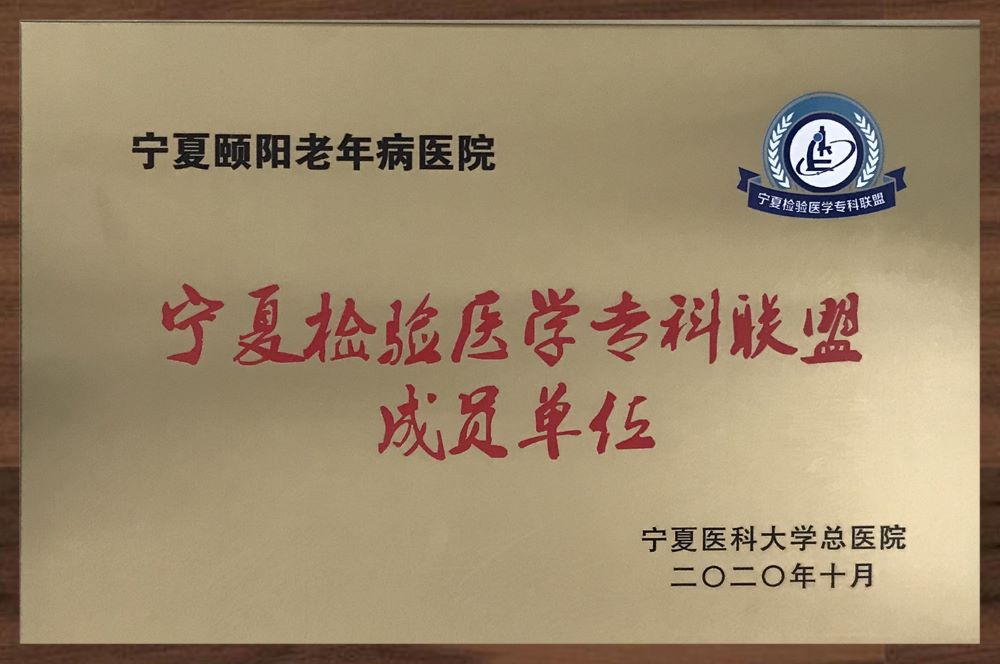 宁夏颐阳老年病医院
宁夏检验医学专科联盟
宁夏检验医学专科联盟
成员单位
宁夏医科大学总医院
二〇二〇年十月